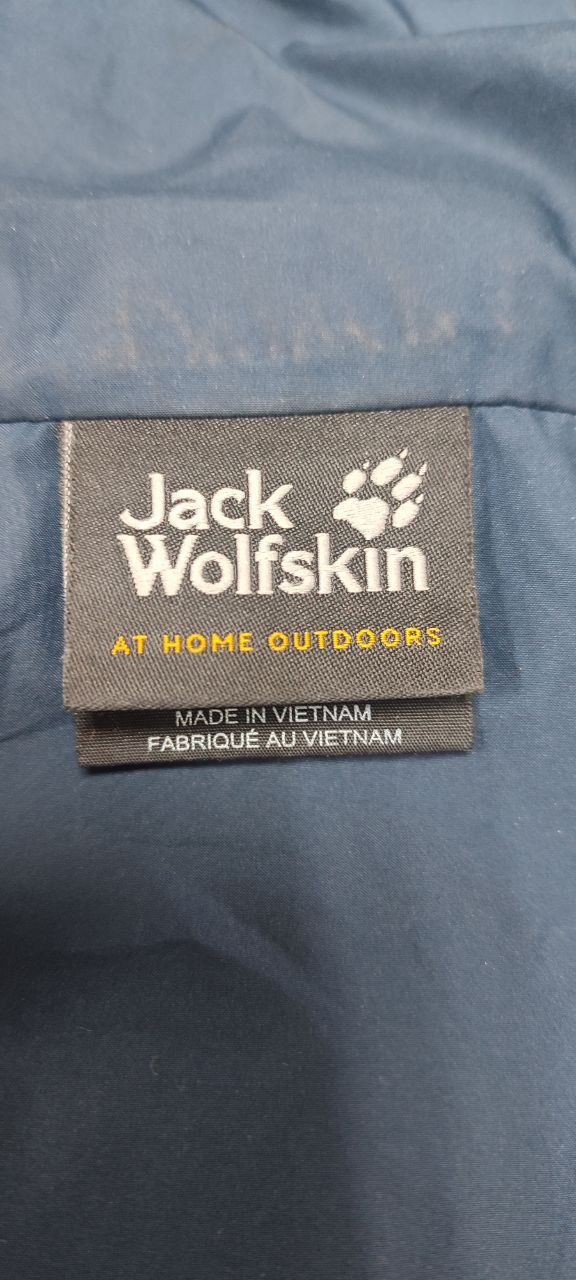 Jack
Wolfskin
AT HOME OUTDOORS
MADE IN VIETNAM
FABRIQUÉ AU VIETNAM